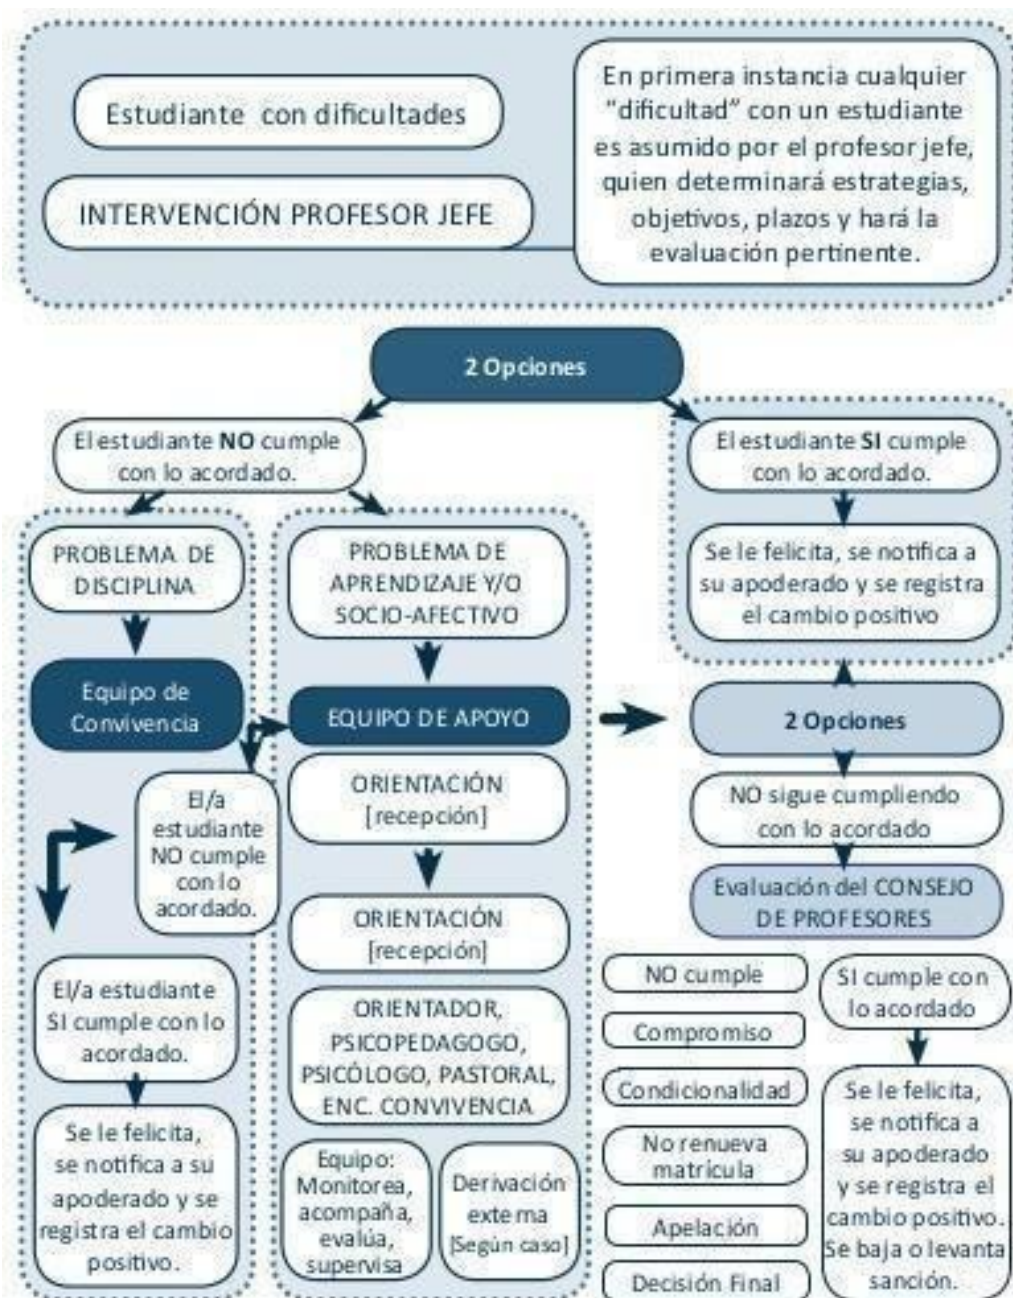 Estudiante con dificultades
INTERVENCIÓN PROFESOR JEFE
En primera instancia cualquier
"dificultad" con un estudiante
es asumido por el profesor jefe,
quien determinará estrategias,
objetivos, plazos y hará la
evaluación pertinente.
2 Opciones
El estudiante NO cumple
con lo acordado.
El estudiante SI cumple
con lo acordado.
PROBLEMA DE
DISCIPLINA
PROBLEMA DE
APRENDIZAJE Y/O
SOCIO-AFECTIVO
Se le felicita, se notifica a
su apoderado y se registra
el cambio positivo
Equipo de
Convivencia
EQUIPO DE APOYO
2 Opciones
El/a
estudiante
NO cumple
con lo
acordado.
ORIENTACIÓN
[recepción]
NO sigue cumpliendo
con lo acordado
ORIENTACIÓN
[recepción]
Evaluación del CONSEJO
DE PROFESORES
El/a estudiante
SI cumple con lo
acordado.
ORIENTADOR,
PSICOPEDAGOGO,
PSICÓLOGO, PASTORAL,
ENC. CONVIVENCIA
NO cumple
Compromiso
Condicionalidad
No renueva
matrícula
Apelación
Decisión Final
SI cumple con
lo acordado
Se le felicita,
se notifica a su
apoderado y se
registra el cambio
positivo.
Equipo:
Monitorea,
acompaña,
evalúa,
supervisa
Derivación
externa
[Según caso]
Se le felicita,
se notifica a
su apoderado
y se registra el
cambio positivo.
Se baja o levanta
sanción.